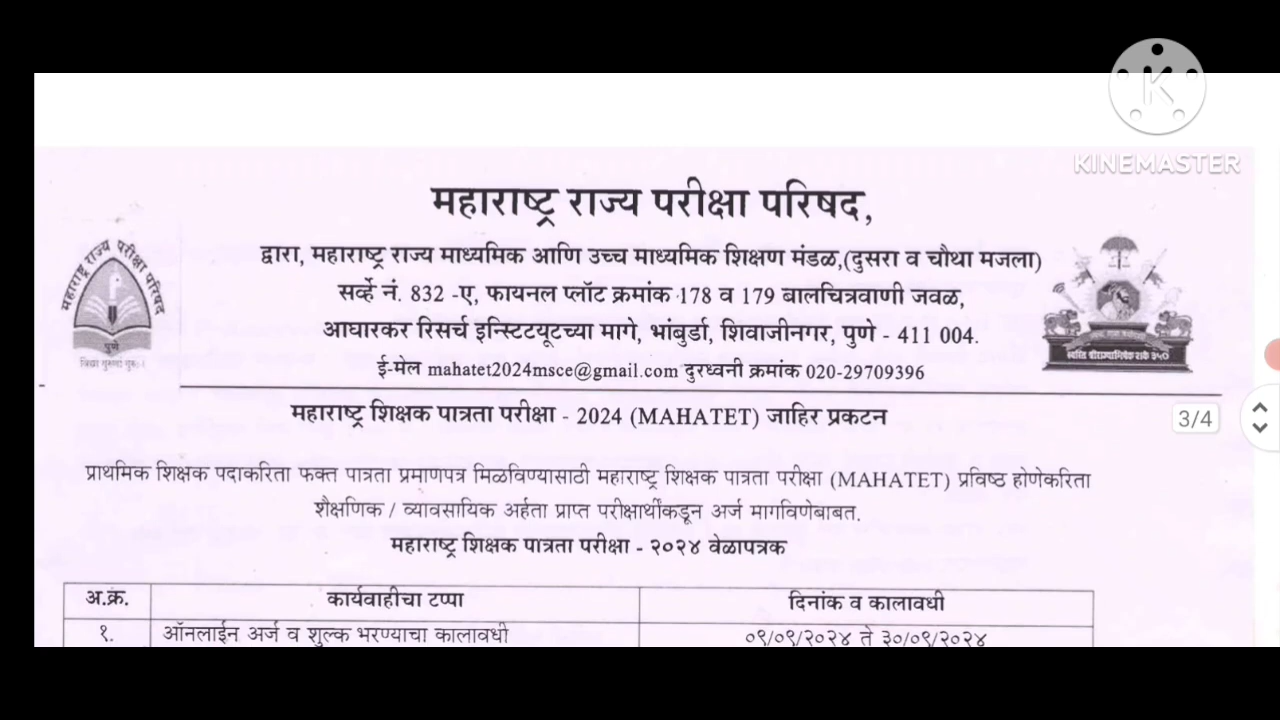 KINEMASTER
महाराष्ट्र राज्य परीक्षा परिषद,
द्वारा, महाराष्ट्र राज्य माध्यमिक आणि उच्च माध्यमिक शिक्षण मंडळ,(दुसरा व चौथा मजला)
सर्व्हे नं. 832 -ए, फायनल प्लॉट क्रमांक 178 व 179 बालचित्रवाणी जवळ,
आघारकर रिसर्च इन्स्टिटयूटच्या मागे, भांबुर्डा, शिवाजीनगर, पुणे - 411 004.
ई-मेल mahatet2024msce@gmail.com दुरध्वनी क्रमांक 020-29709396
महाराष्ट्र राज्य परीक्षा परिषद
पुणे
महाराष्ट्र शिक्षक पात्रता परीक्षा - 2024 (MAHATET) जाहिर प्रकटन
3/4
प्राथमिक शिक्षक पदाकरिता फक्त पात्रता प्रमाणपत्र मिळविण्यासाठी महाराष्ट्र शिक्षक पात्रता परीक्षा (MAHATET) प्रविष्ठ होणेकरिता
शैक्षणिक / व्यावसायिक अर्हता प्राप्त परीक्षार्थीकडून अर्ज मागविणेबाबत.
महाराष्ट्र शिक्षक पात्रता परीक्षा - २०२४ वेळापत्रक
अ.क्रं. कार्यवाहीचा टप्पा दिनांक व कालावधी
१. ऑनलाईन अर्ज व शुल्क भरण्याचा कालावधी ०९/०९/२०२४ ते ३०/०९/२०२४